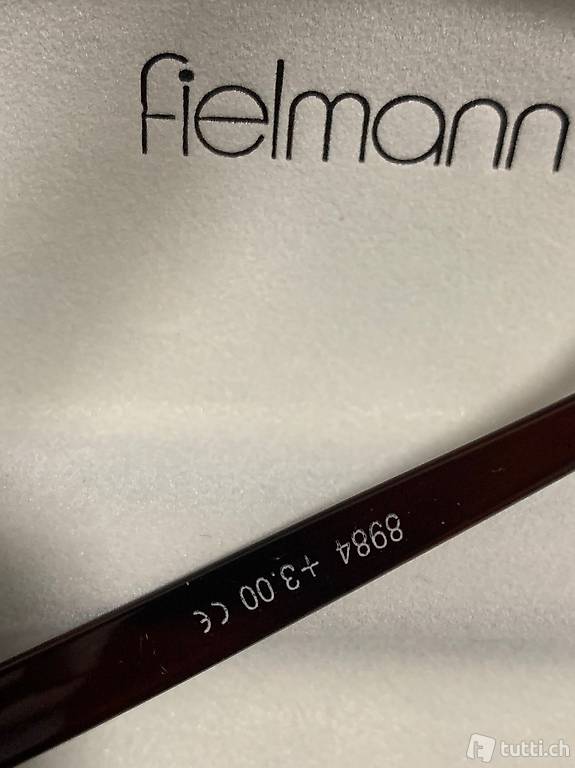 fielmann
8984 +3.00 CE
tutti.ch